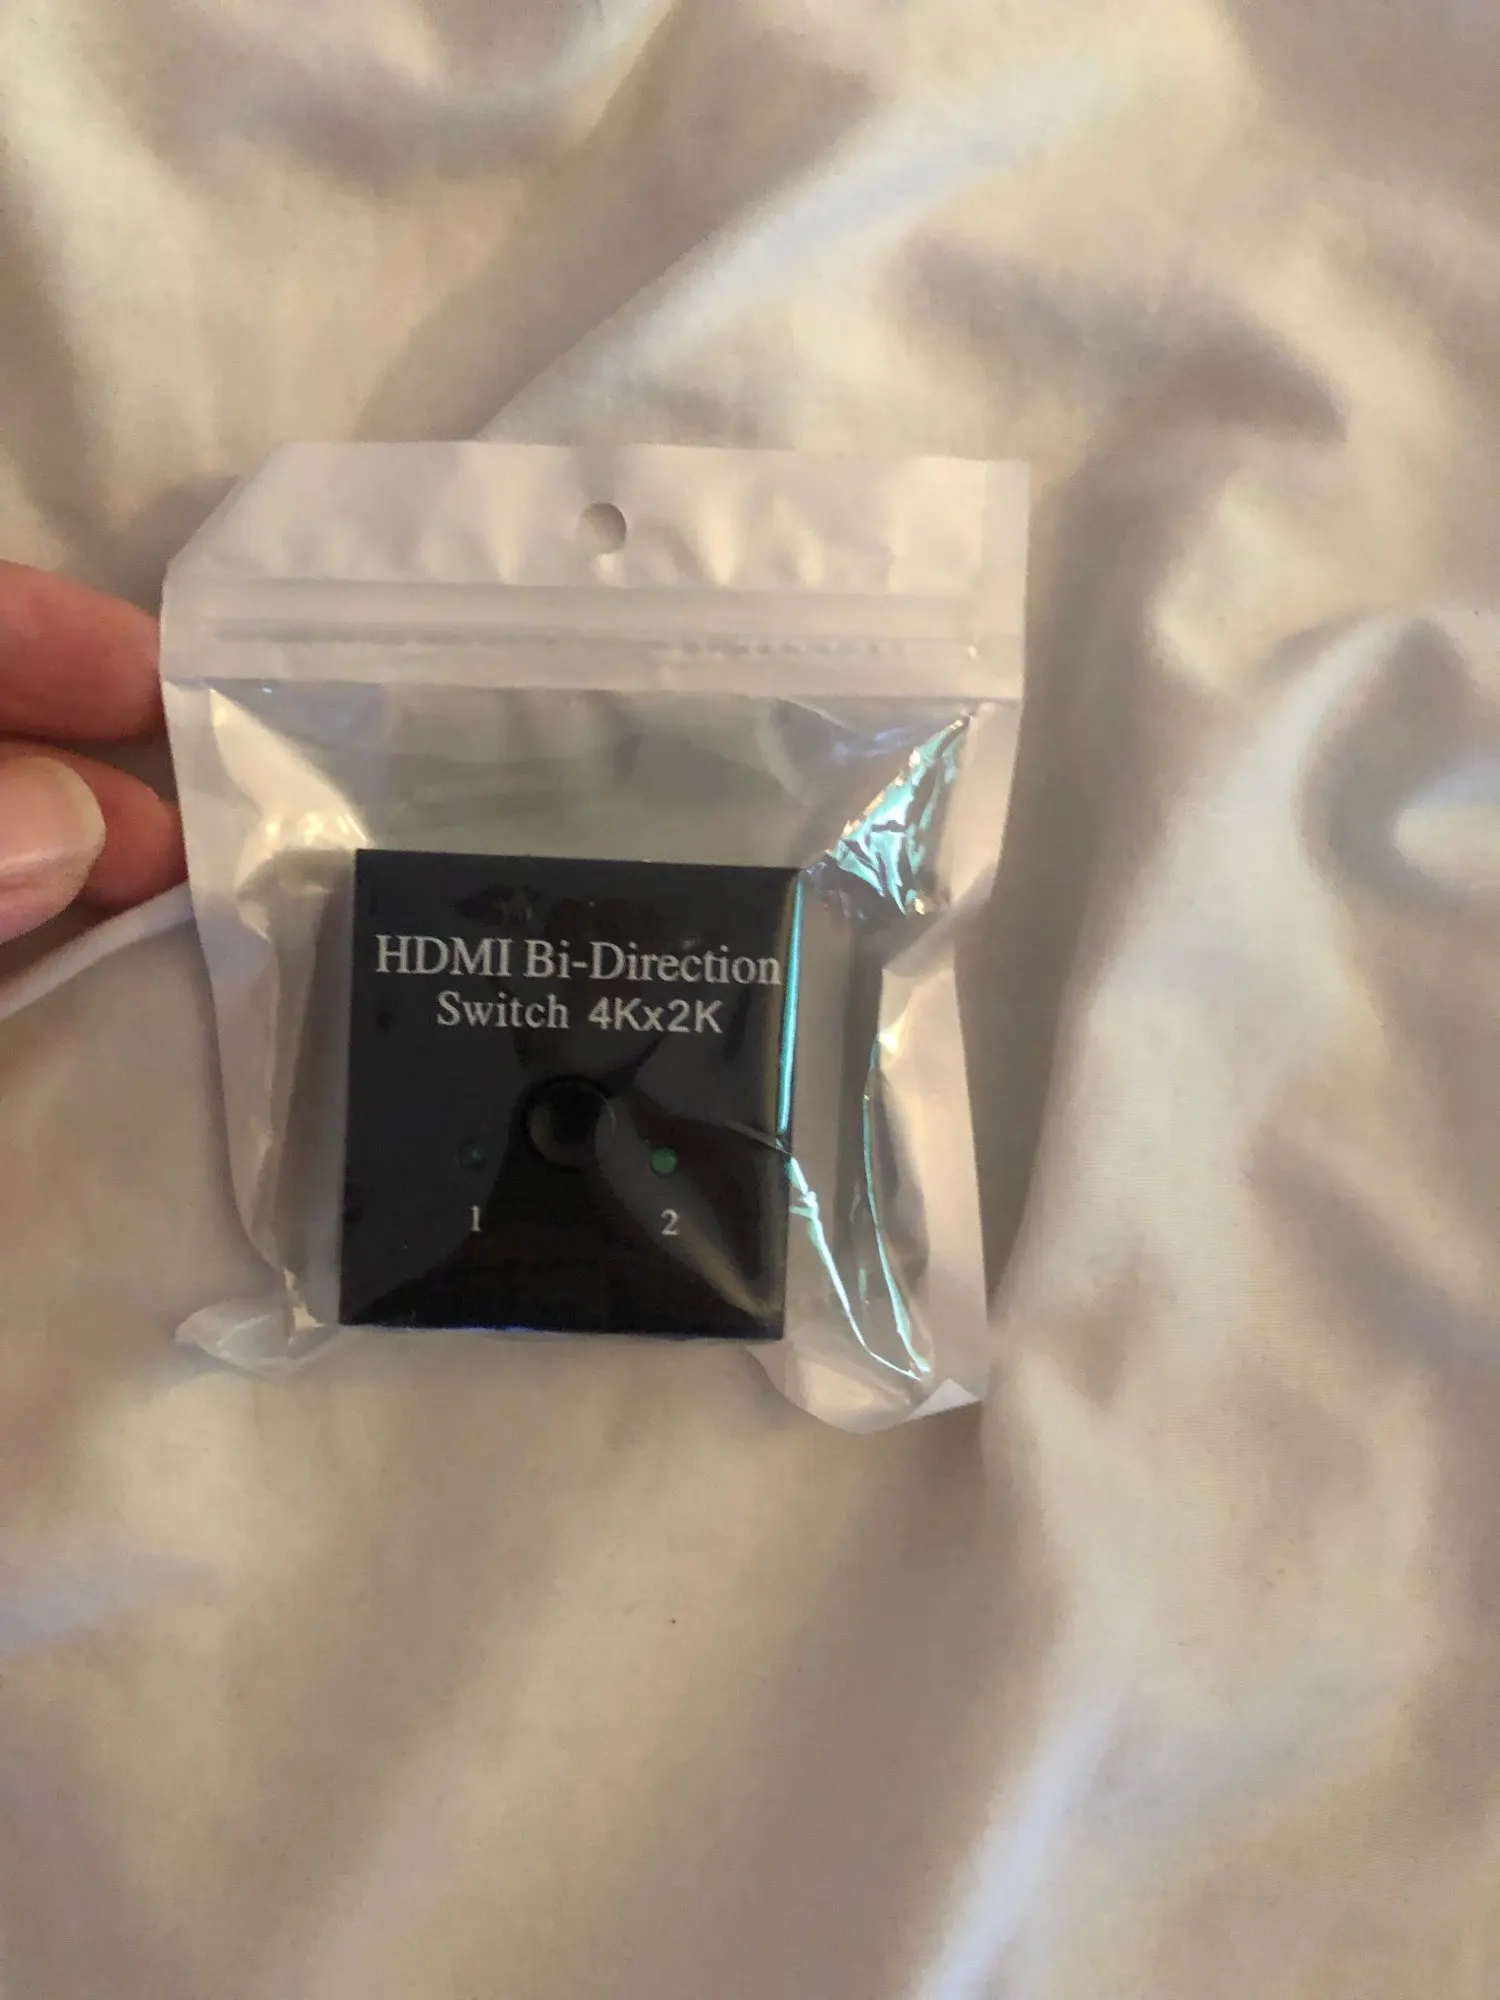 HDMI Bi-Direction
Switch 4Kx2K
1 2